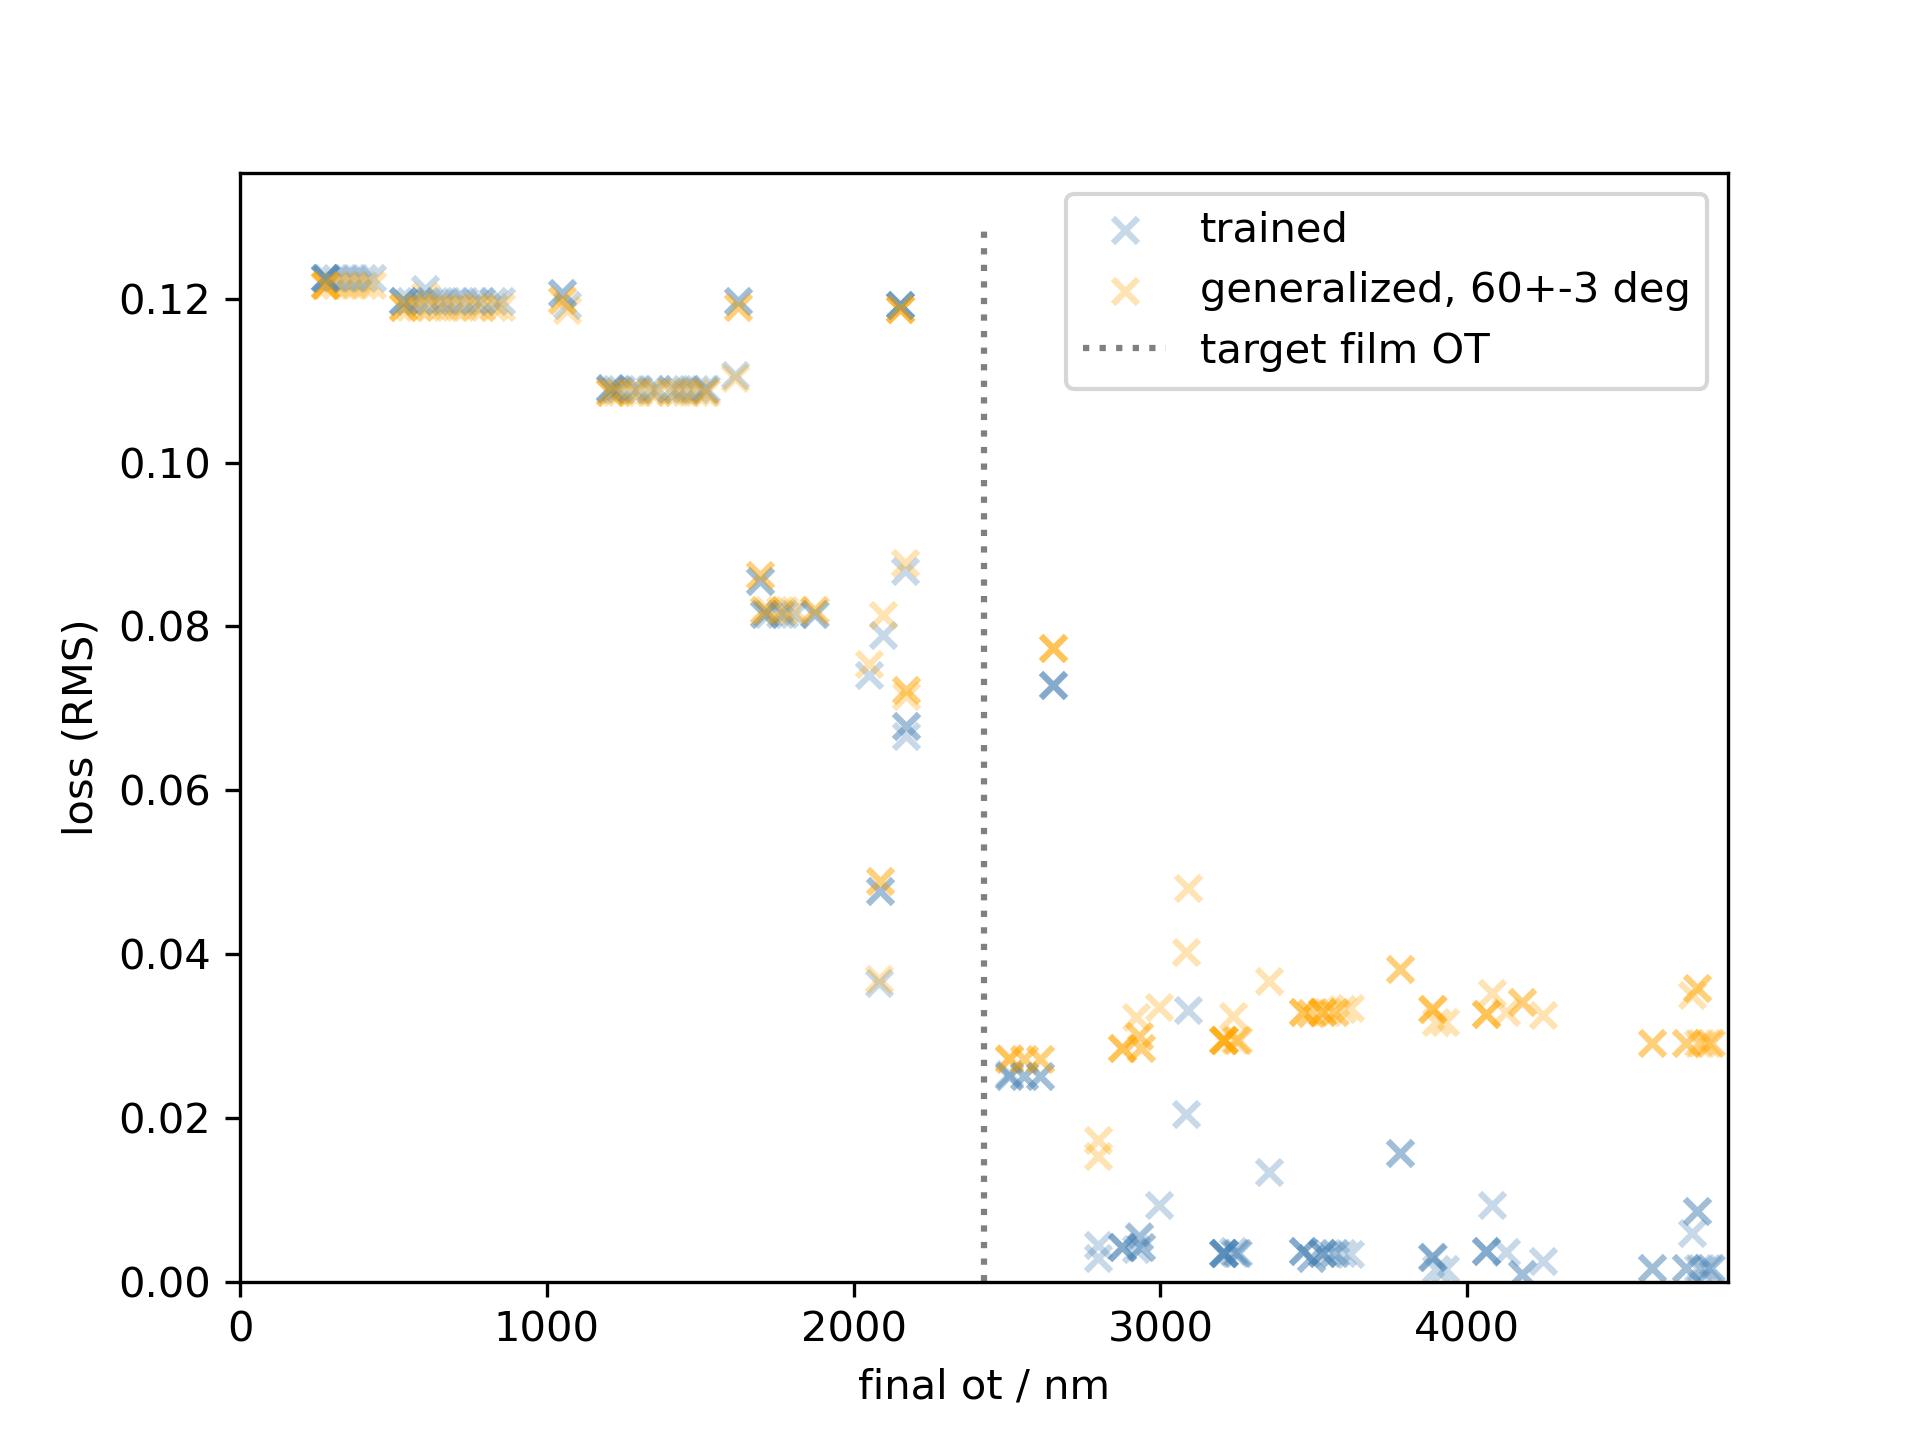 trained
generalized, 60+-3 deg
target film OT
loss (RMS)
0.12
0.10
0.08
0.06
0.04
0.02
0.00
0 1000 2000 3000 4000
final ot / nm